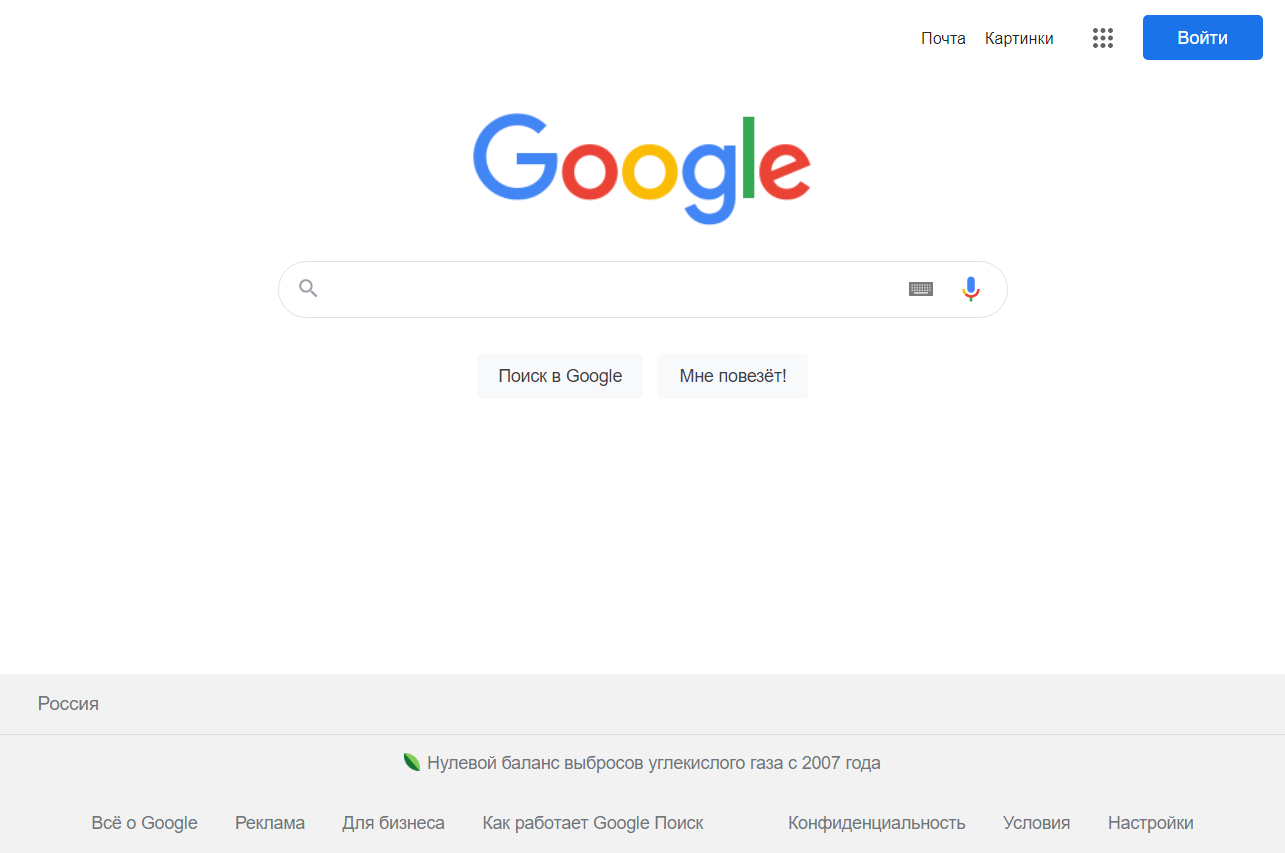 Почта Картинки Войти
Google
Поиск в Google Мне повезёт!
Россия
Нулевой баланс выбросов углекислого газа с 2007 года
Всё о Google Реклама Для бизнеса Как работает Google Поиск Конфиденциальность Условия Настройки